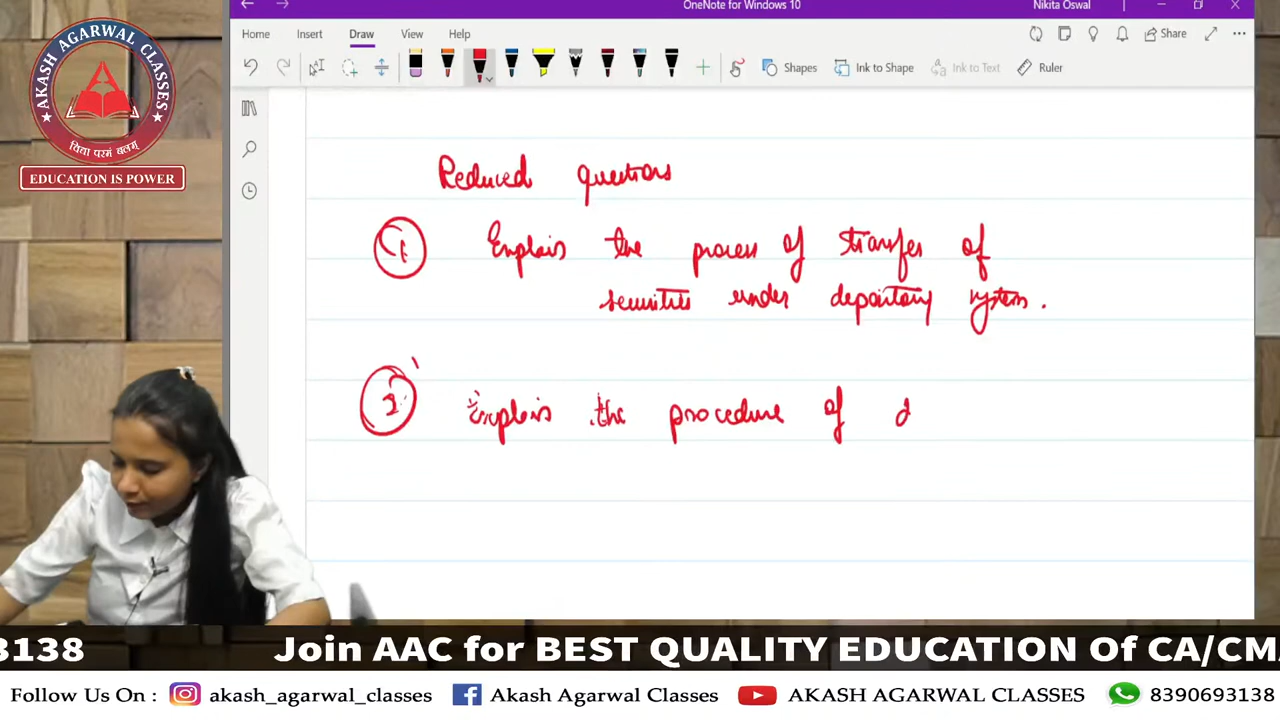 OneNote for Windows 10
Nikita Oswal
Home Insert Draw View Help
Share
Shapes Ink to Shape Ink to Text Ruler
AKASH AGARWAL CLASSES
विद्या परमं बलम्
EDUCATION IS POWER
Reduced questions
1 Explain the process of transfer of
securities under depository system.
2 Explain the procedure of d
3138 Join AAC for BEST QUALITY EDUCATION Of CA/CMA
Follow Us On : akash_agarwal_classes Akash Agarwal Classes AKASH AGARWAL CLASSES 8390693138